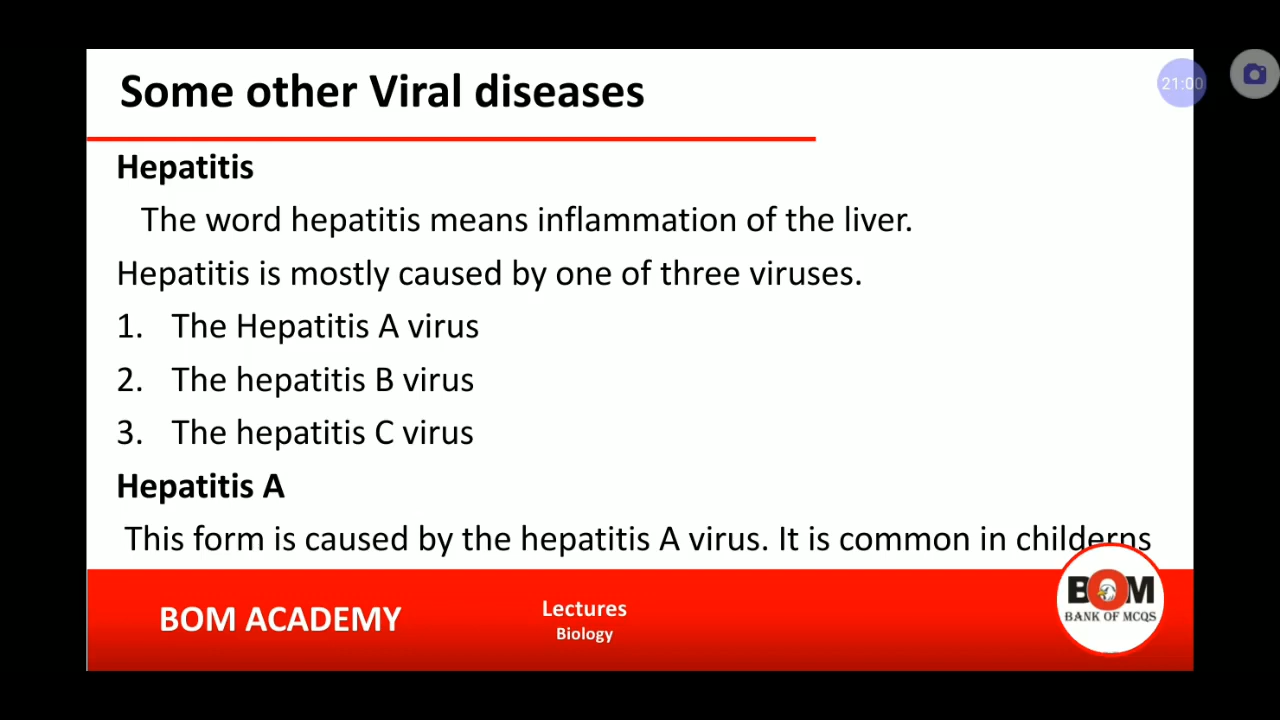 Some other Viral diseases
21:00
Hepatitis
The word hepatitis means inflammation of the liver.
Hepatitis is mostly caused by one of three viruses.
1. The Hepatitis A virus
2. The hepatitis B virus
3. The hepatitis C virus
Hepatitis A
This form is caused by the hepatitis A virus. It is common in childerns
BOM ACADEMY
Lectures
Biology
BOM
BANK OF MCQS